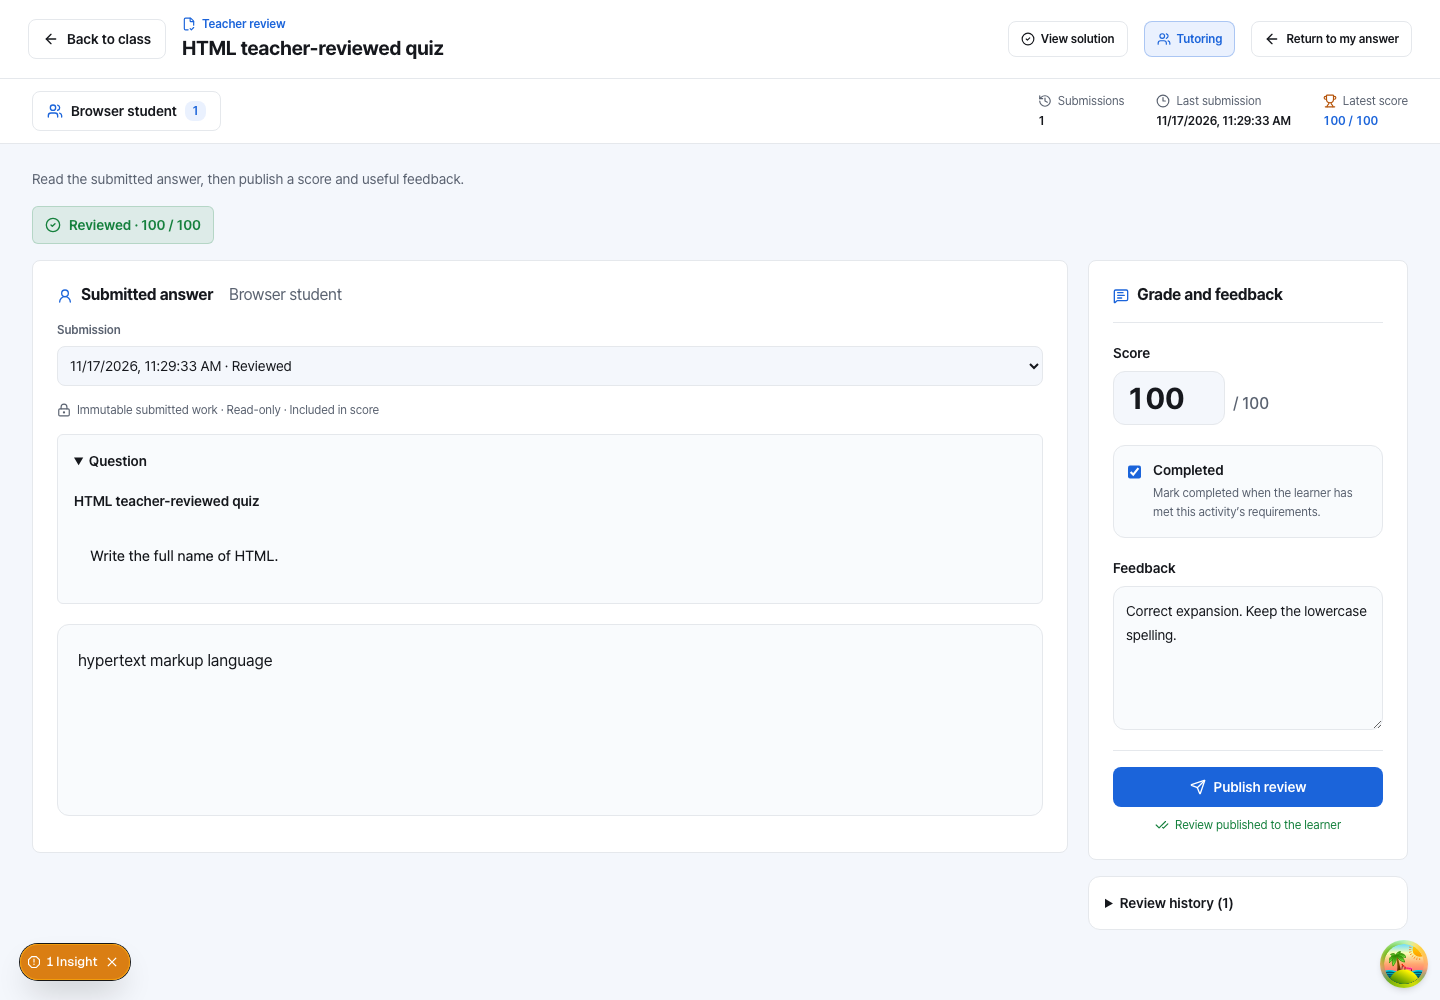 Back to class
Teacher review
HTML teacher-reviewed quiz
View solution
Tutoring
Return to my answer
Browser student 1
Submissions
1
Last submission
11/17/2026, 11:29:33 AM
Latest score
100 / 100
Read the submitted answer, then publish a score and useful feedback.
Reviewed · 100 / 100
Submitted answer Browser student
Submission
11/17/2026, 11:29:33 AM · Reviewed
Immutable submitted work · Read-only · Included in score
Question
HTML teacher-reviewed quiz
Write the full name of HTML.
hypertext markup language
Grade and feedback
Score
100 / 100
Completed
Mark completed when the learner has
met this activity's requirements.
Feedback
Correct expansion. Keep the lowercase
spelling.
Publish review
Review published to the learner
Review history (1)
1 Insight